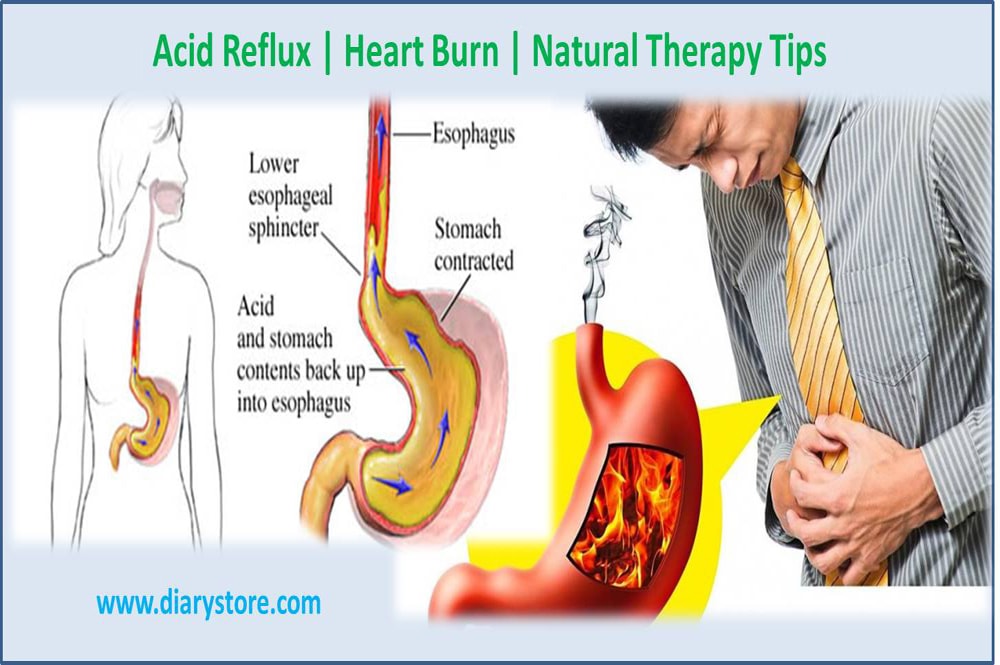 Acid Reflux | Heart Burn | Natural Therapy Tips
Esophagus
Lower
esophageal
sphincter
Stomach
contracted
Acid
and stomach
contents back up
into esophagus
www.diarystore.com